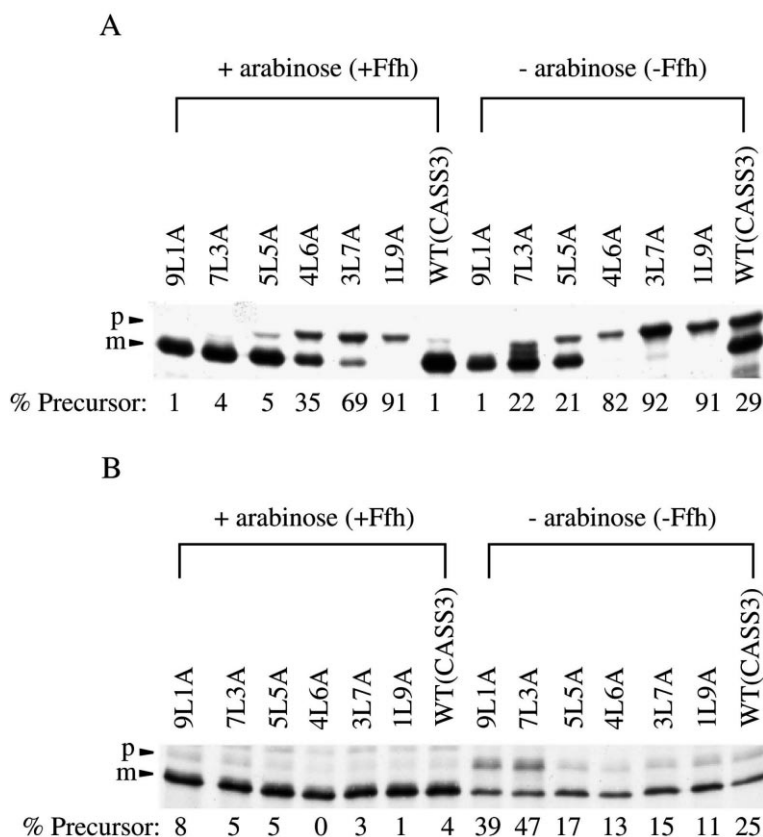 A
+ arabinose (+Ffh) - arabinose (-Ffh)
9L1A 7L3A 5L5A 4L6A 3L7A 1L9A WT(CASS3) 9L1A 7L3A 5L5A 4L6A 3L7A 1L9A WT(CASS3)
p
m
% Precursor: 1 4 5 35 69 91 1 1 22 21 82 92 91 29
B
+ arabinose (+Ffh) - arabinose (-Ffh)
9L1A 7L3A 5L5A 4L6A 3L7A 1L9A WT(CASS3) 9L1A 7L3A 5L5A 4L6A 3L7A 1L9A WT(CASS3)
p
m
% Precursor: 8 5 5 0 3 1 4 39 47 17 13 15 11 25